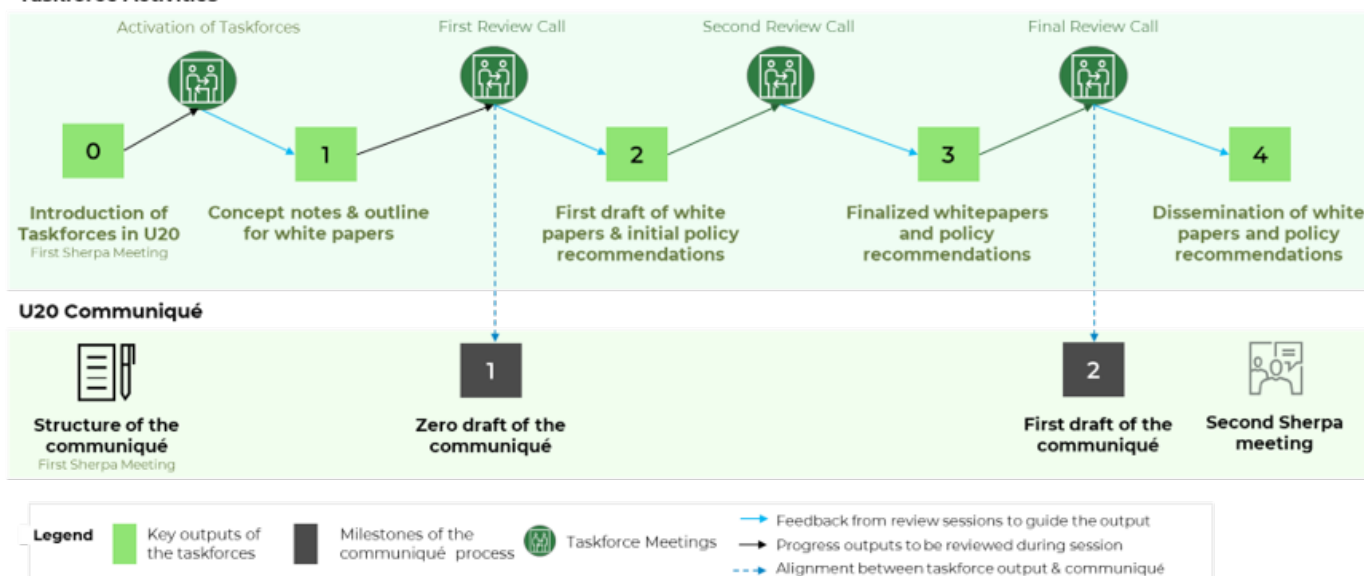 Taskforce Activities
Activation of Taskforces
First Review Call
Second Review Call
Final Review Call
0
1
2
3
4
Introduction of
Taskforces in U20
First Sherpa Meeting
Concept notes & outline
for white papers
First draft of white
papers & initial policy
recommendations
Finalized whitepapers
and policy
recommendations
Dissemination of white
papers and policy
recommendations
U20 Communiqué
1
2
Structure of the
communiqué
First Sherpa Meeting
Zero draft of the
communiqué
First draft of the
communiqué
Second Sherpa
meeting
Legend
Key outputs of
the taskforces
Milestones of the
communiqué process
Taskforce Meetings
Feedback from review sessions to guide the output
Progress outputs to be reviewed during session
Alignment between taskforce output & communiqué